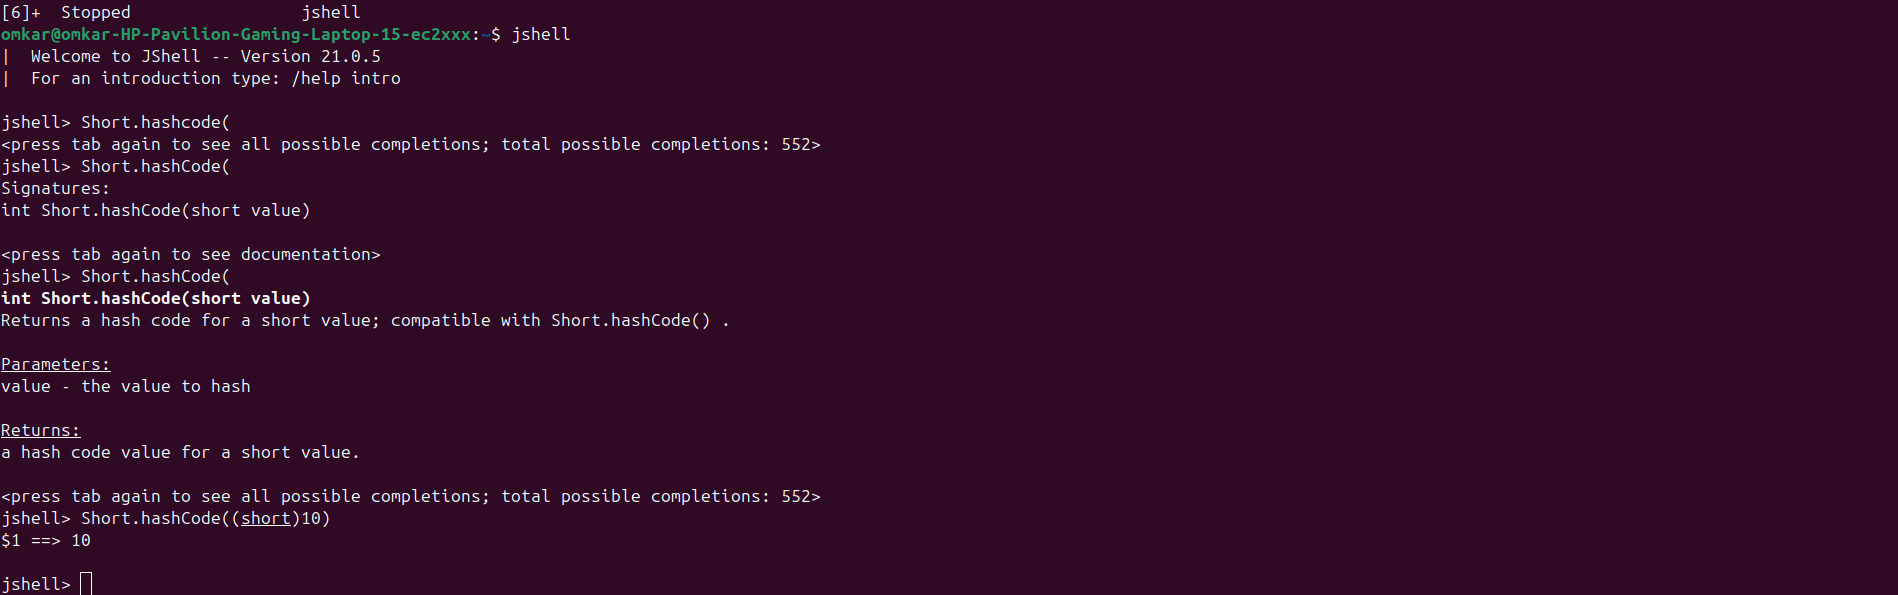 [6]+  Stopped                 jshell
omkar@omkar-HP-Pavilion-Gaming-Laptop-15-ec2xxx:~$ jshell
|  Welcome to JShell -- Version 21.0.5
|  For an introduction type: /help intro
jshell> Short.hashcode(
<press tab again to see all possible completions; total possible completions: 552>
jshell> Short.hashCode(
Signatures:
int Short.hashCode(short value)
<press tab again to see documentation>
jshell> Short.hashCode(
int Short.hashCode(short value)
Returns a hash code for a short value; compatible with Short.hashCode() .
Parameters:
value - the value to hash
Returns:
a hash code value for a short value.
<press tab again to see all possible completions; total possible completions: 552>
jshell> Short.hashCode((short)10)
$1 ==> 10
jshell>